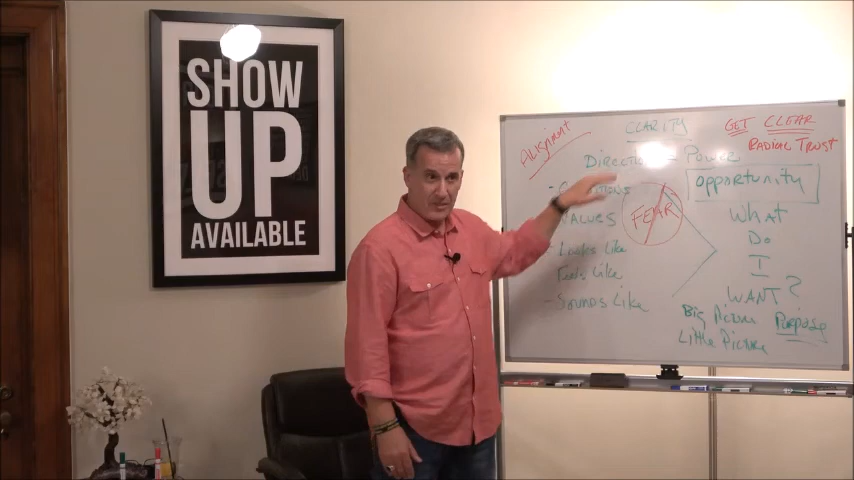 SHOW
UP
AVAILABLE
Alignment
CLARITY
GET CLEAR
RADICAL TRUST
Power
opportunity
VALUES
FEAR
What
Do
I
WANT?
- Looks Like
Feels Like
- Sounds Like
Big Picture Purpose
Little Picture